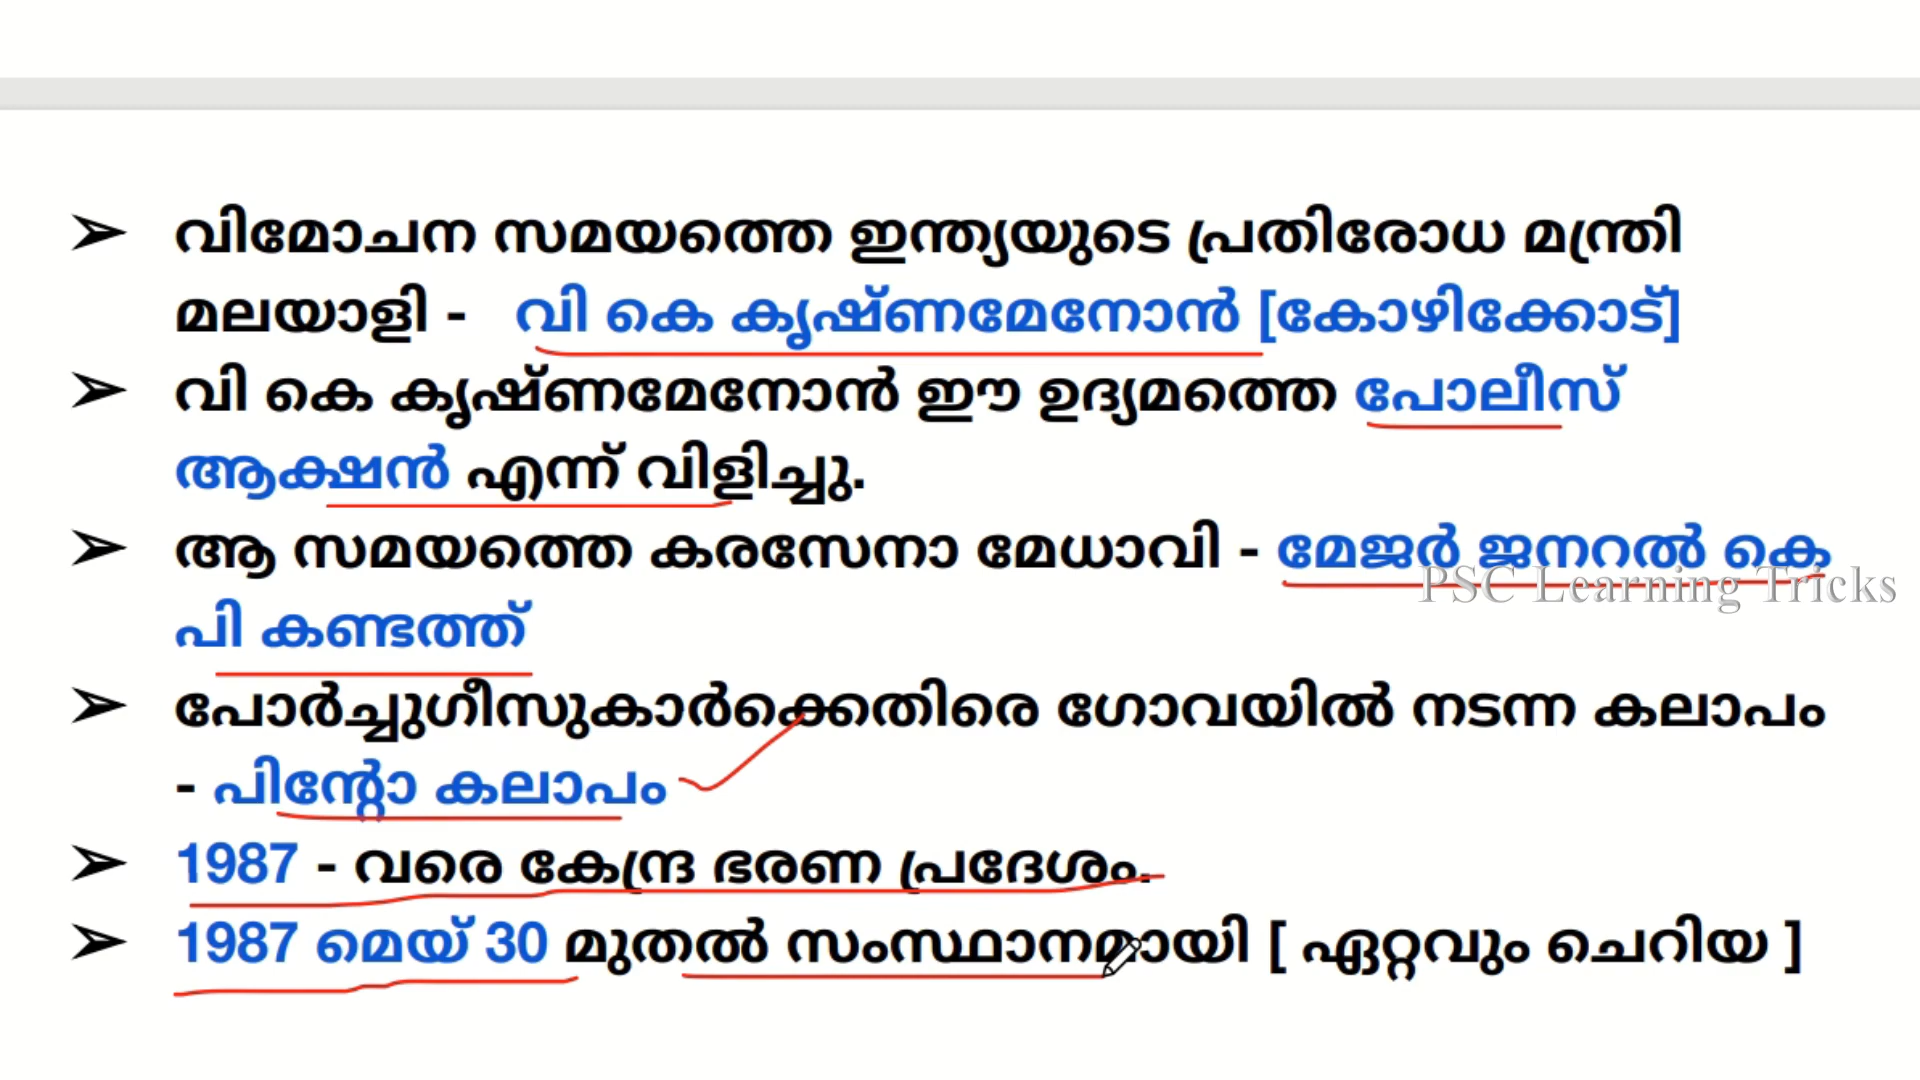 ➢ വിമോചന സമയത്തെ ഇന്ത്യയുടെ പ്രതിരോധ മന്ത്രി
മലയാളി - വി കെ കൃഷ്ണമേനോൻ [കോഴിക്കോട്]
➢ വി കെ കൃഷ്ണമേനോൻ ഈ ഉദ്യമത്തെ പോലീസ്
ആക്ഷൻ എന്ന് വിളിച്ചു.
➢ ആ സമയത്തെ കരസേനാ മേധാവി - മേജർ ജനറൽ കെ
PSC Learning Tricks
പി കണ്ടത്ത്
➢ പോർച്ചുഗീസുകാർക്കെതിരെ ഗോവയിൽ നടന്ന കലാപം
- പിന്റോ കലാപം
➢ 1987 - വരെ കേന്ദ്ര ഭരണ പ്രദേശം.
➢ 1987 മെയ് 30 മുതൽ സംസ്ഥാനമായി [ ഏറ്റവും ചെറിയ ]